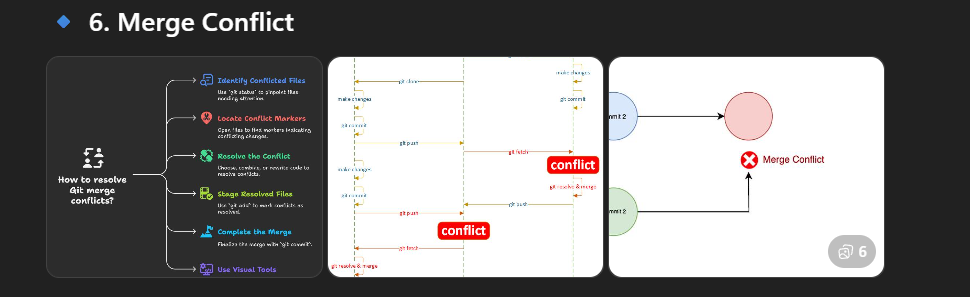 6. Merge Conflict
How to resolve
Git merge
conflicts?
Identify Conflicted Files
Use 'git status' to pinpoint files
needing attention.
Locate Conflict Markers
Open files to find markers indicating
conflicting changes.
Resolve the Conflict
Choose, combine, or rewrite code to
resolve conflicts.
Stage Resolved Files
Use 'git add' to mark conflicts as
resolved.
Complete the Merge
Finalize the merge with 'git commit'.
Use Visual Tools
git clone
make changes
make changes
git commit
git commit
git push
git fetch
conflict
make changes
git resolve & merge
git commit
git push
git push
conflict
git fetch
git resolve & merge
mmit 2
Merge Conflict
mmit 2
6